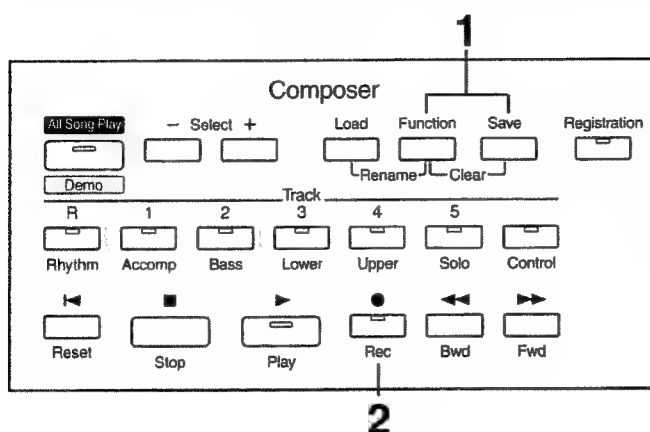 1
Composer
All Song Play
− Select +
Load Function Save Registration
Rename Clear
Demo
Track
R 1 2 3 4 5
Rhythm Accomp Bass Lower Upper Solo Control
Reset Stop Play Rec Bwd Fwd
2